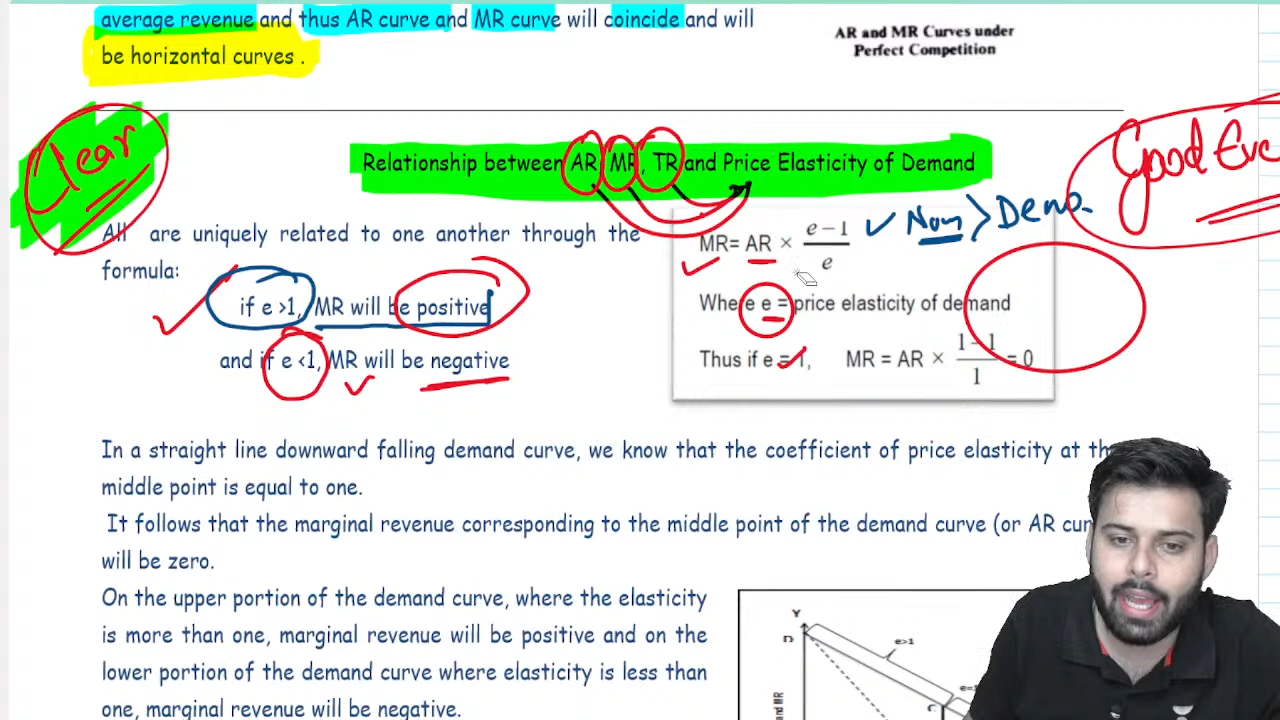 average revenue and thus AR curve and MR curve will coincide and will
be horizontal curves .
AR and MR Curves under
Perfect Competition
Clear
Relationship between AR, MR, TR and Price Elasticity of Demand
Good Eve
All are uniquely related to one another through the
formula:
if e >1, MR will be positive
and if e <1, MR will be negative
MR= AR × e – 1
e
✓ Num > Deno.
Where e = price elasticity of demand
Thus if e = 1, MR = AR × 1 – 1 = 0
1
In a straight line downward falling demand curve, we know that the coefficient of price elasticity at
middle point is equal to one.
It follows that the marginal revenue corresponding to the middle point of the demand curve (or AR
will be zero.
On the upper portion of the demand curve, where the elasticity
is more than one, marginal revenue will be positive and on the
lower portion of the demand curve where elasticity is less than
one, marginal revenue will be negative.
Y
D
e>1
C
and MR